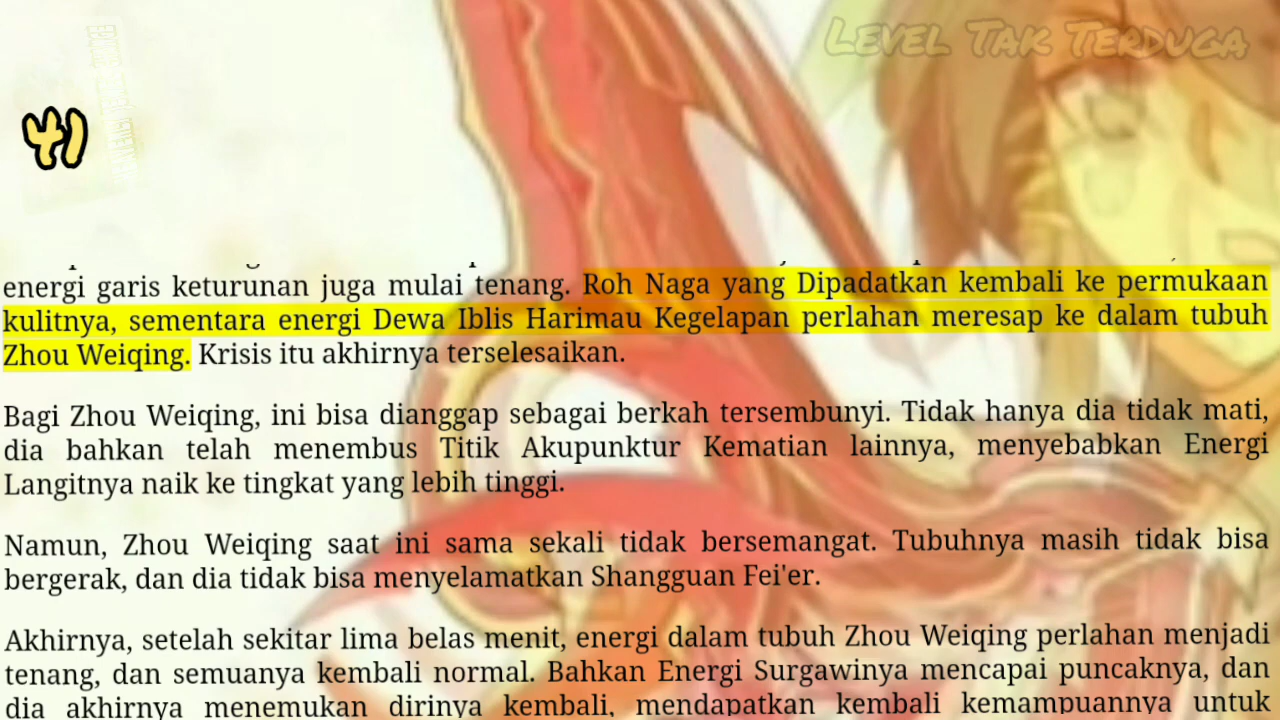 Level Tak Terduga
41
energi garis keturunan juga mulai tenang. Roh Naga yang Dipadatkan kembali ke permukaan
kulitnya, sementara energi Dewa Iblis Harimau Kegelapan perlahan meresap ke dalam tubuh
Zhou Weiqing. Krisis itu akhirnya terselesaikan.
Bagi Zhou Weiqing, ini bisa dianggap sebagai berkah tersembunyi. Tidak hanya dia tidak mati,
dia bahkan telah menembus Titik Akupunktur Kematian lainnya, menyebabkan Energi
Langitnya naik ke tingkat yang lebih tinggi.
Namun, Zhou Weiqing saat ini sama sekali tidak bersemangat. Tubuhnya masih tidak bisa
bergerak, dan dia tidak bisa menyelamatkan Shangguan Fei'er.
Akhirnya, setelah sekitar lima belas menit, energi dalam tubuh Zhou Weiqing perlahan menjadi
tenang, dan semuanya kembali normal. Bahkan Energi Surgawinya mencapai puncaknya, dan
dia akhirnya menemukan dirinya kembali, mendapatkan kembali kemampuannya untuk